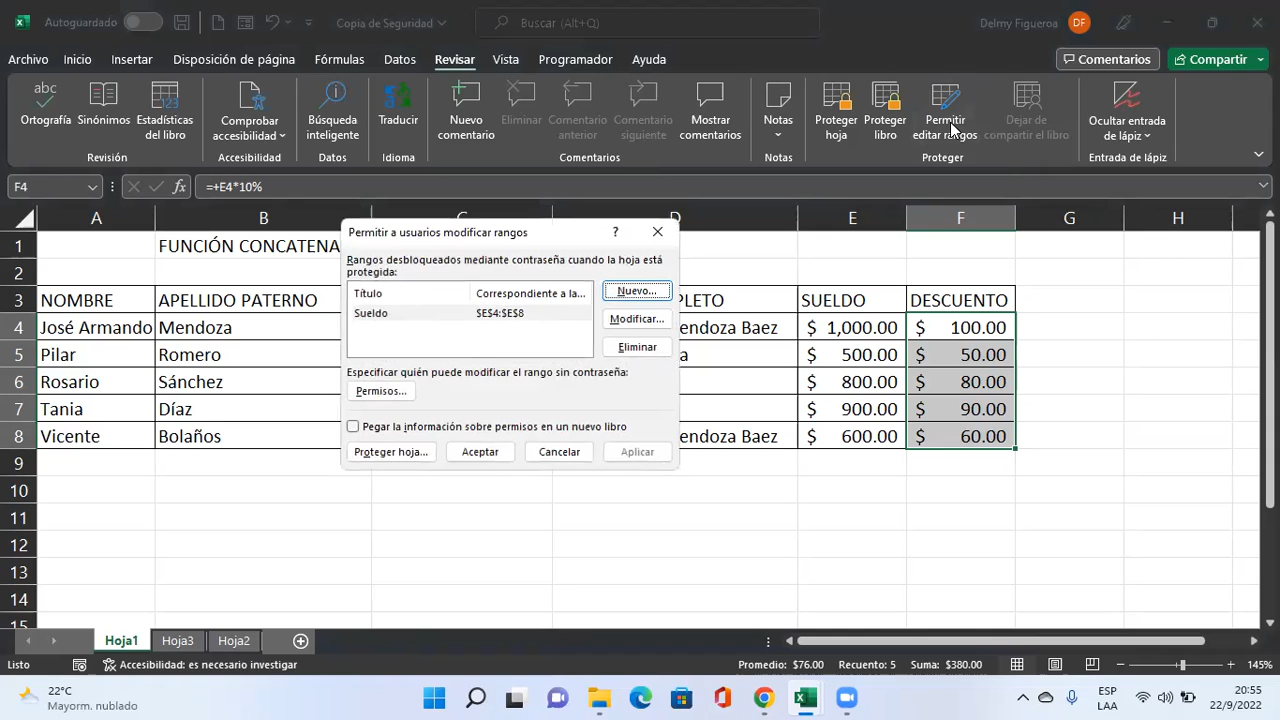 Autoguardado
Copia de Seguridad
Buscar (Alt+Q)
Delmy Figueroa
DF
Archivo
Inicio
Insertar
Disposición de página
Fórmulas
Datos
Revisar
Vista
Programador
Ayuda
Comentarios
Compartir
abc
Ortografía
Sinónimos
123
Estadísticas
del libro
Comprobar
accesibilidad
Búsqueda
inteligente
Traducir
Nuevo
comentario
Eliminar
Comentario
anterior
Comentario
siguiente
Mostrar
comentarios
Notas
Proteger
hoja
Proteger
libro
Permitir
editar rangos
Dejar de
compartir el libro
Ocultar entrada
de lápiz
Revisión
Accesibilidad
Datos
Idioma
Comentarios
Notas
Proteger
Entrada de lápiz
F4
fx
=+E4*10%
A B C D E F G H
1 FUNCIÓN CONCATENA
2
3 NOMBRE APELLIDO PATERNO PLETO SUELDO DESCUENTO
4 José Armando Mendoza endoza Baez $ 1,000.00 $ 100.00
5 Pilar Romero a $ 500.00 $ 50.00
6 Rosario Sánchez $ 800.00 $ 80.00
7 Tania Díaz $ 900.00 $ 90.00
8 Vicente Bolaños endoza Baez $ 600.00 $ 60.00
9
10
11
12
13
14
15
Permitir a usuarios modificar rangos
?
Rangos desbloqueados mediante contraseña cuando la hoja está
protegida:
Título Correspondiente a la...
Sueldo $E$4:$E$8
Nuevo...
Modificar...
Eliminar
Especificar quién puede modificar el rango sin contraseña:
Permisos...
Pegar la información sobre permisos en un nuevo libro
Proteger hoja...
Aceptar
Cancelar
Aplicar
Hoja1
Hoja3
Hoja2
Listo
Accesibilidad: es necesario investigar
Promedio: $76.00
Recuento: 5
Suma: $380.00
145%
22°C
Mayorm. nublado
ESP
LAA
20:55
22/9/2022